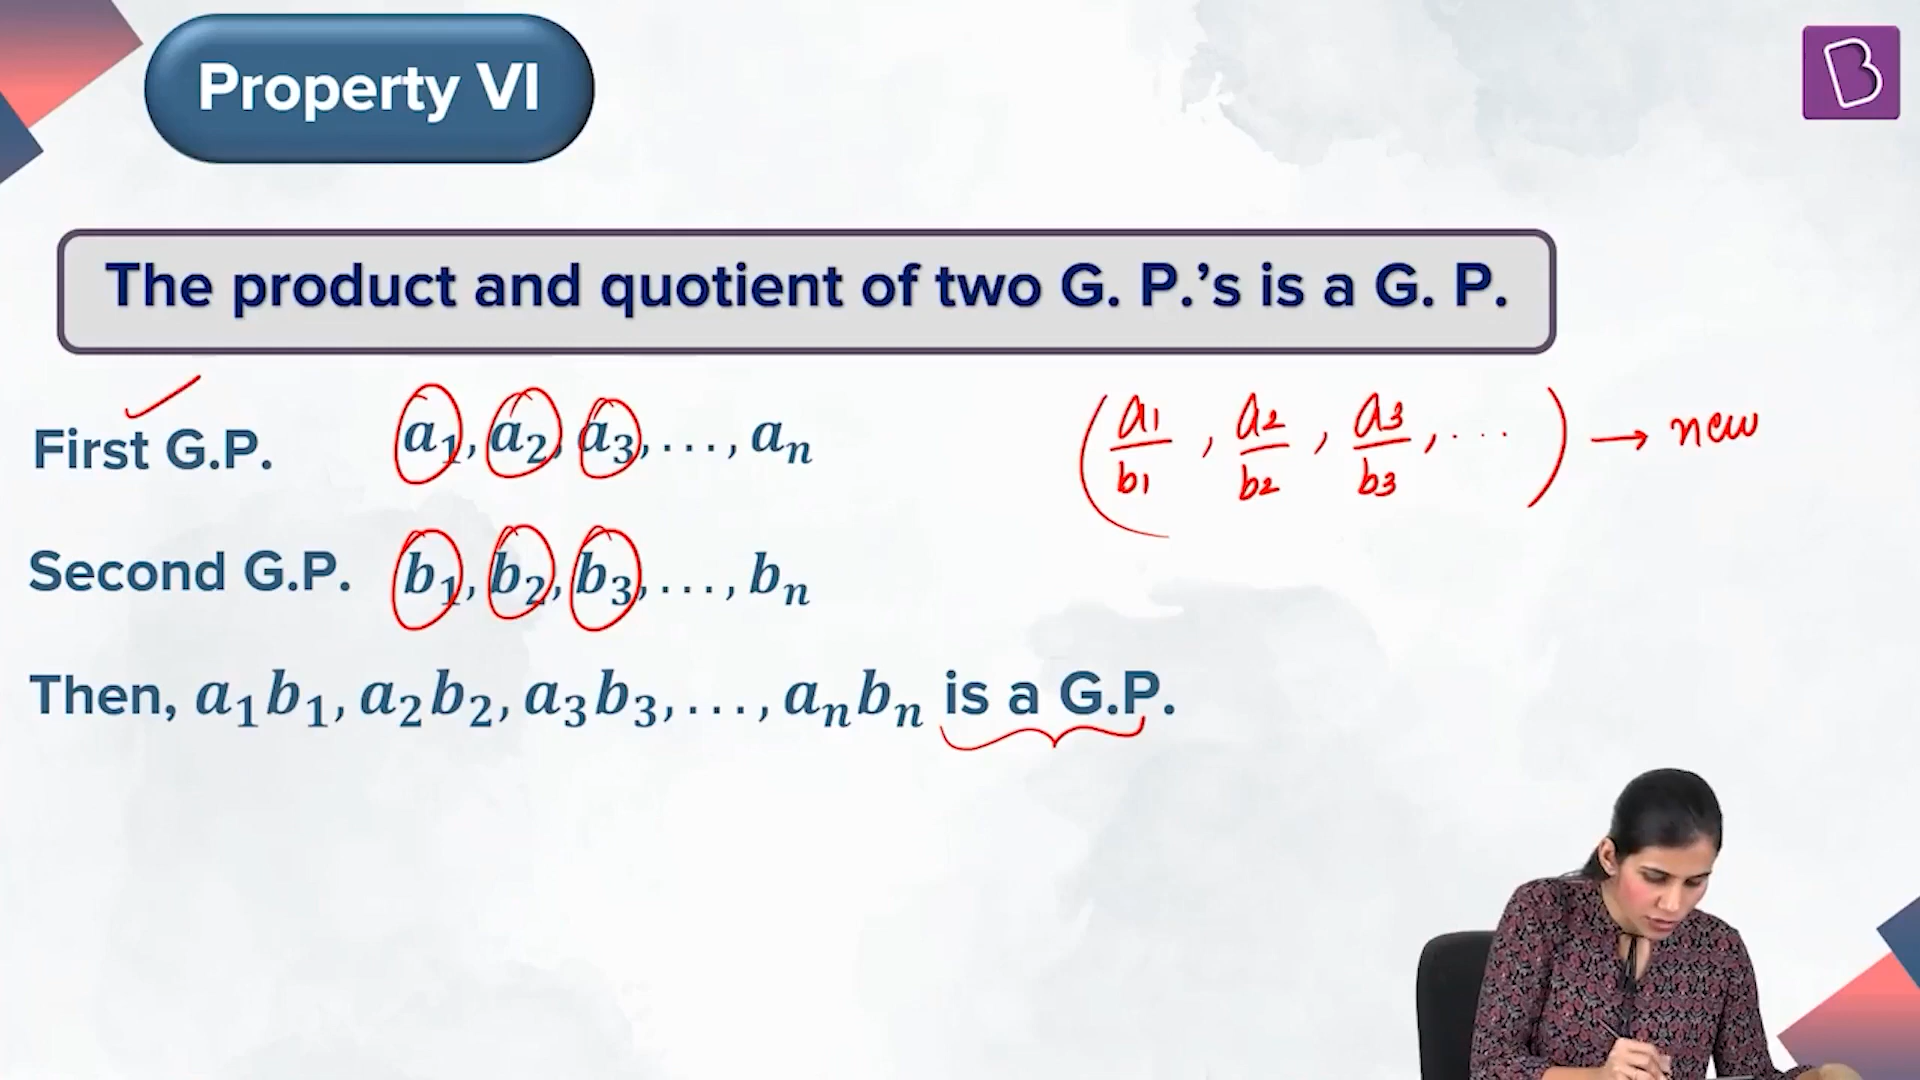 Property VI
B
The product and quotient of two G. P.’s is a G. P.
First G.P. a₁, a₂, a₃, . . . , aₙ
(a₁/b₁ , a₂/b₂ , a₃/b₃ , . . . ) → new
Second G.P. b₁, b₂, b₃, . . . , bₙ
Then, a₁b₁, a₂b₂, a₃b₃, . . . , aₙbₙ is a G.P.